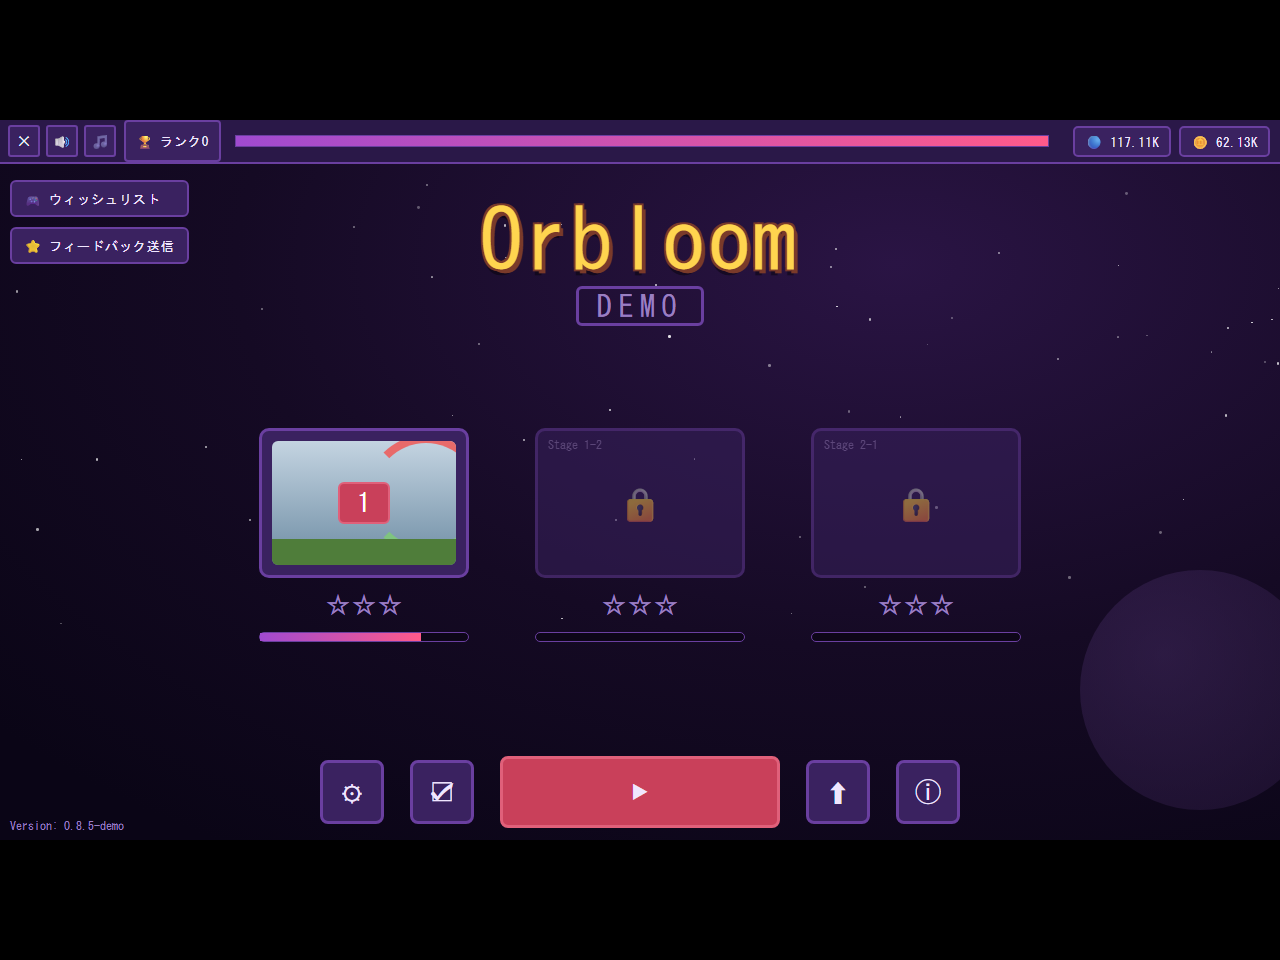 ランク0
117.11K
62.13K
ウィッシュリスト
フィードバック送信
Orbloom
DEMO
1
Stage 1-2
Stage 2-1
Version: 0.8.5-demo